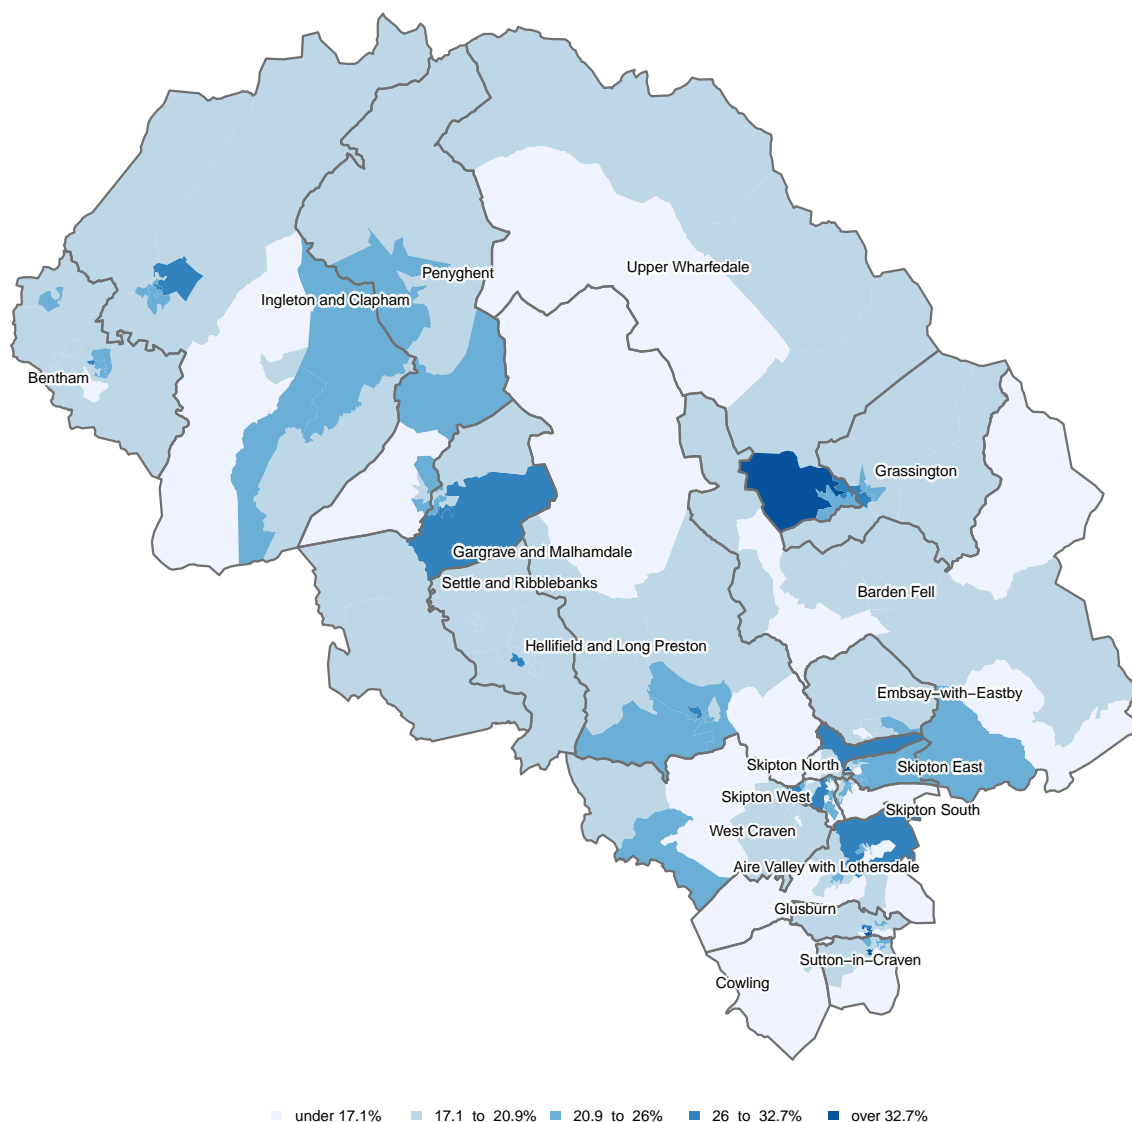 Upper Wharfedale
Penyghent
Ingleton and Clapham
Bentham
Grassington
Gargrave and Malhamdale
Settle and Ribblebanks
Barden Fell
Hellifield and Long Preston
Embsay−with−Eastby
Skipton North
Skipton East
Skipton West
Skipton South
West Craven
Aire Valley with Lothersdale
Glusburn
Sutton−in−Craven
Cowling
under 17.1% 17.1 to 20.9% 20.9 to 26% 26 to 32.7% over 32.7%